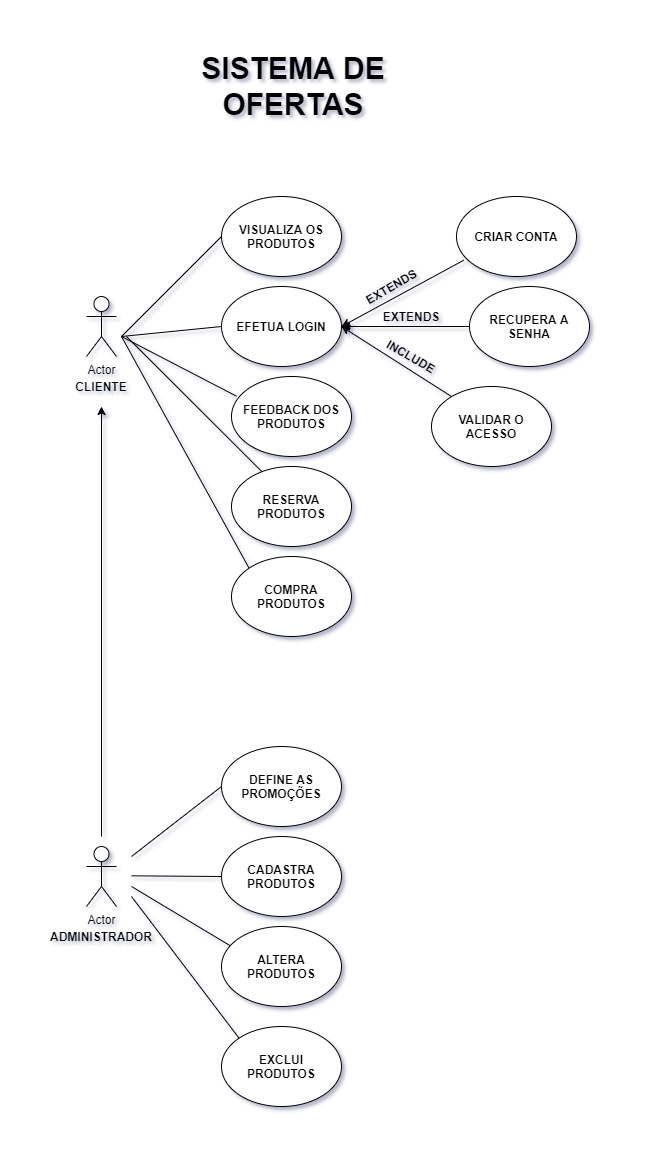 SISTEMA DE
OFERTAS
VISUALIZA OS
PRODUTOS
CRIAR CONTA
EXTENDS
EFETUA LOGIN
EXTENDS
RECUPERA A
SENHA
INCLUDE
Actor
CLIENTE
FEEDBACK DOS
PRODUTOS
VALIDAR O
ACESSO
RESERVA
PRODUTOS
COMPRA
PRODUTOS
DEFINE AS
PROMOÇÕES
CADASTRA
PRODUTOS
Actor
ADMINISTRADOR
ALTERA
PRODUTOS
EXCLUI
PRODUTOS